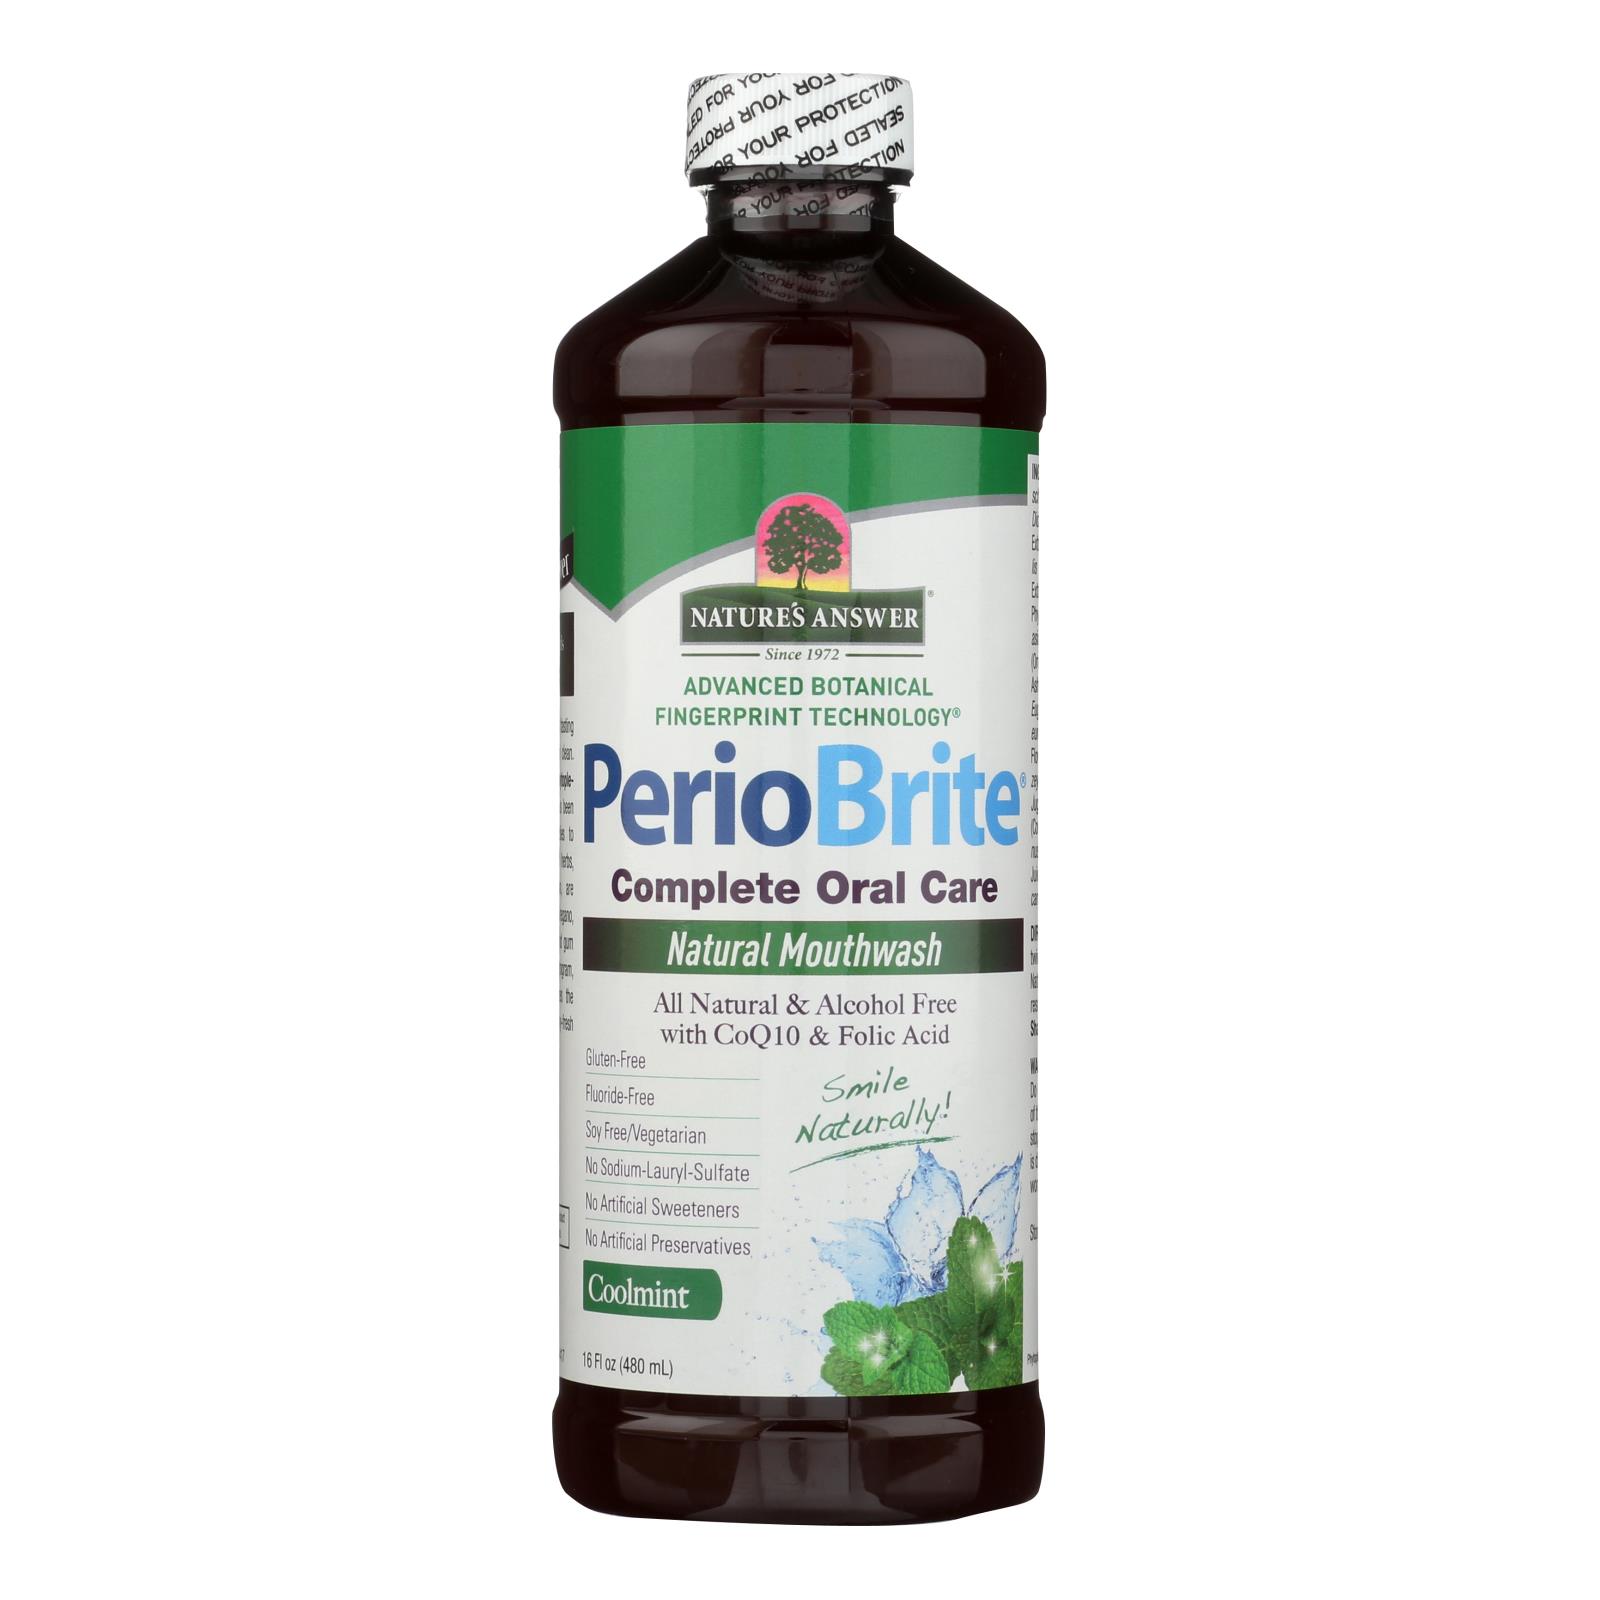 SEALED FOR YOUR PROTECTION
NATURE'S ANSWER®
Since 1972
ADVANCED BOTANICAL
FINGERPRINT TECHNOLOGY®
PerioBrite®
Complete Oral Care
Natural Mouthwash
All Natural & Alcohol Free
with CoQ10 & Folic Acid
Gluten-Free
Fluoride-Free
Soy Free/Vegetarian
No Sodium-Lauryl-Sulfate
No Artificial Sweeteners
No Artificial Preservatives
Smile
Naturally!
Coolmint
16 Fl oz (480 mL)